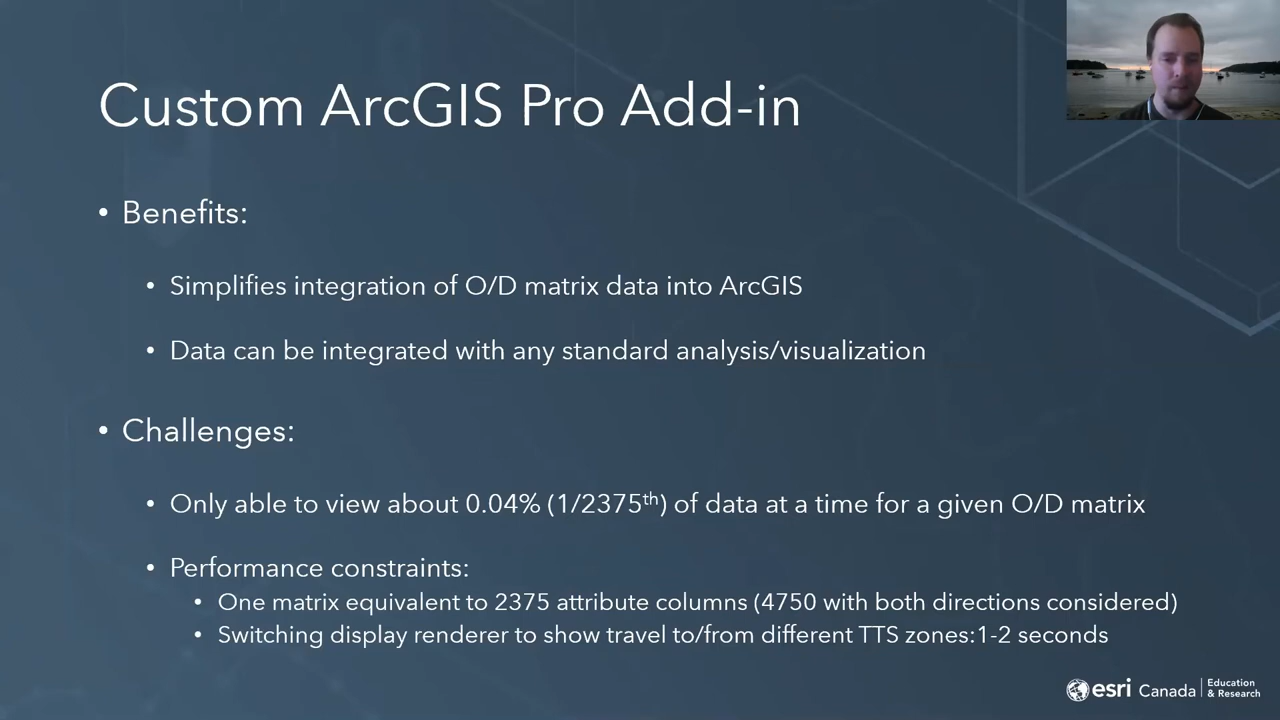 Custom ArcGIS Pro Add-in
• Benefits:
• Simplifies integration of O/D matrix data into ArcGIS
• Data can be integrated with any standard analysis/visualization
• Challenges:
• Only able to view about 0.04% (1/2375th) of data at a time for a given O/D matrix
• Performance constraints:
• One matrix equivalent to 2375 attribute columns (4750 with both directions considered)
• Switching display renderer to show travel to/from different TTS zones:1-2 seconds
esri Canada | Education
& Research